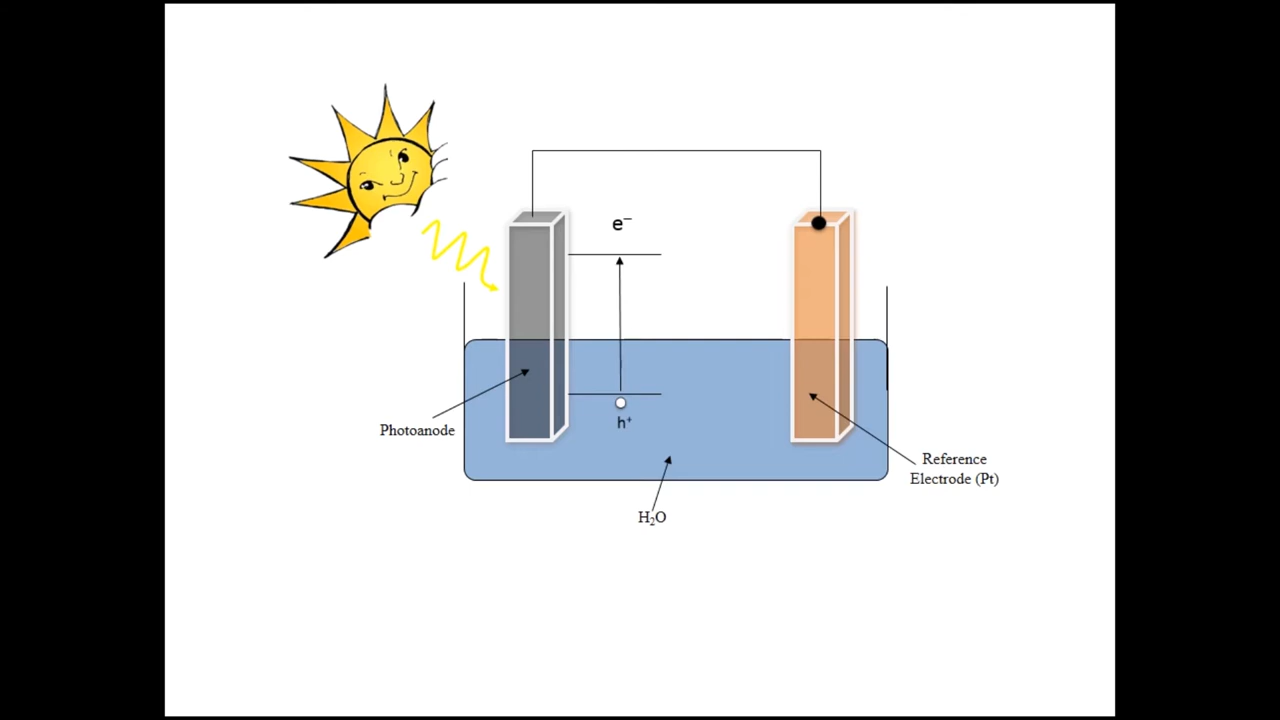 e⁻
h⁺
Photoanode
Reference
Electrode (Pt)
H₂O